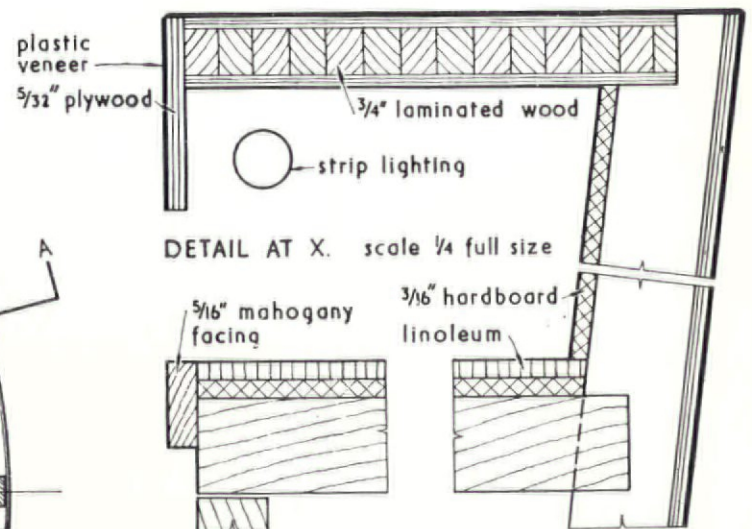 plastic
veneer
5/32" plywood
3/4" laminated wood
strip lighting
A
DETAIL AT X. scale 1/4 full size
5/16" mahogany
facing
3/16" hardboard
linoleum